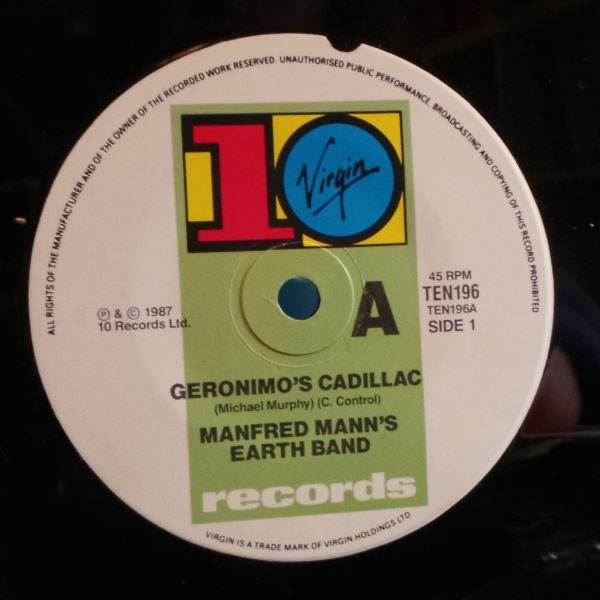 ALL RIGHTS OF THE MANUFACTURER AND OF THE OWNER OF THE RECORDED WORK RESERVED. UNAUTHORISED PUBLIC PERFORMANCE, BROADCASTING AND COPYING OF THIS RECORD PROHIBITED
10
Virgin
Ⓟ & © 1987
10 Records Ltd.
A
45 RPM
TEN196
TEN196A
SIDE 1
GERONIMO'S CADILLAC
(Michael Murphy) (C. Control)
MANFRED MANN'S
EARTH BAND
records
VIRGIN IS A TRADE MARK OF VIRGIN HOLDINGS LTD